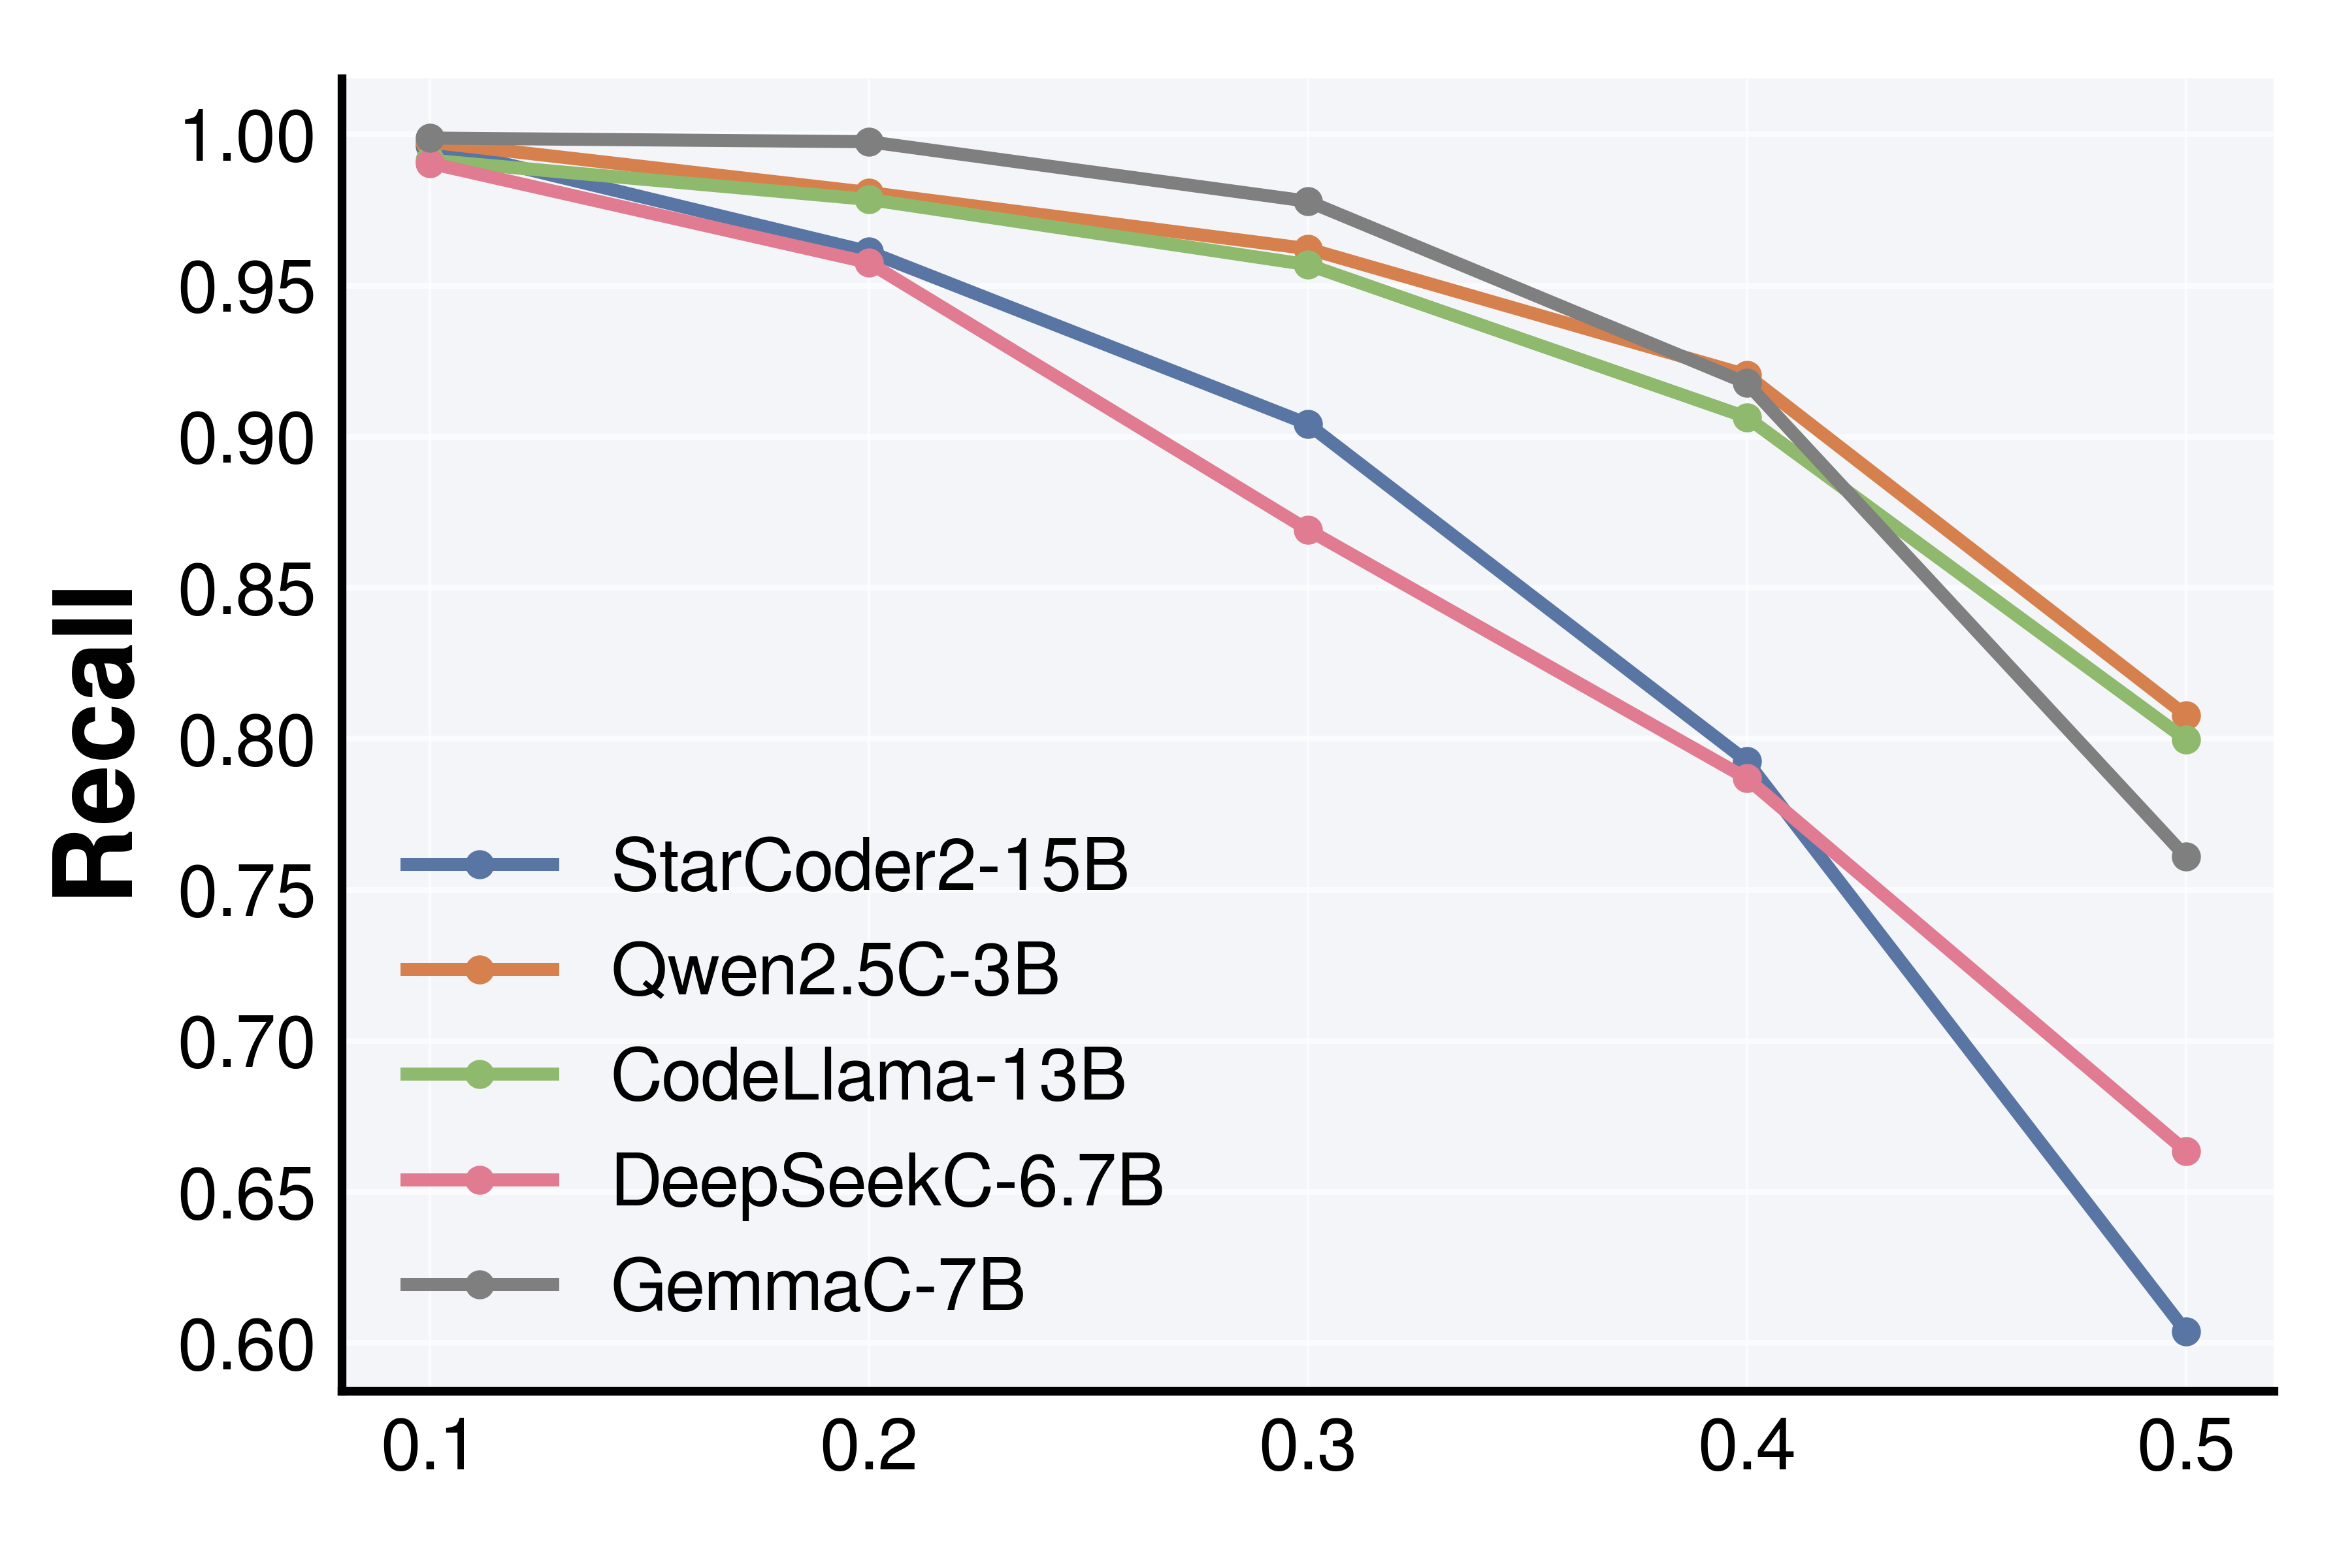 Recall
1.00
0.95
0.90
0.85
0.80
0.75
0.70
0.65
0.60
StarCoder2-15B
Qwen2.5C-3B
CodeLlama-13B
DeepSeekC-6.7B
GemmaC-7B
0.1 0.2 0.3 0.4 0.5